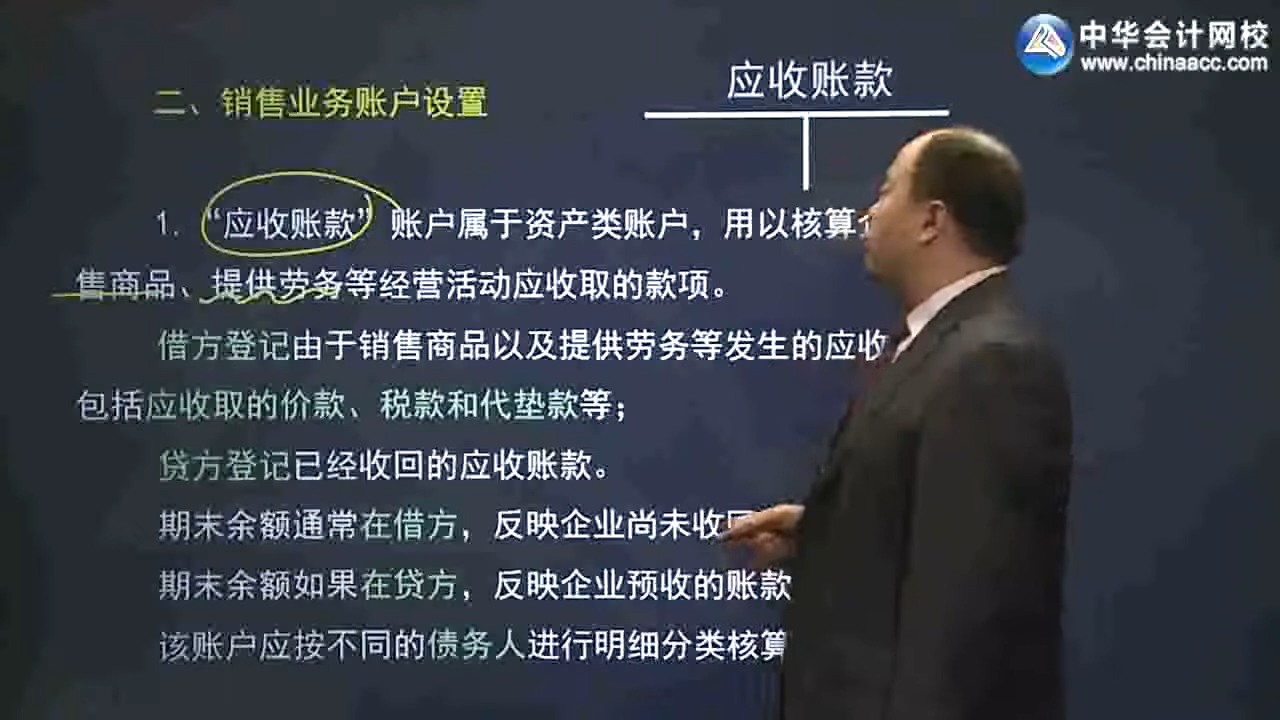 中华会计网校
www.chinaacc.com
应收账款
二、销售业务账户设置
1. “应收账款” 账户属于资产类账户，用以核算
售商品、提供劳务等经营活动应收取的款项。
借方登记由于销售商品以及提供劳务等发生的应收
包括应收取的价款、税款和代垫款等；
贷方登记已经收回的应收账款。
期末余额通常在借方，反映企业尚未收回
期末余额如果在贷方，反映企业预收的账款
该账户应按不同的债务人进行明细分类核算